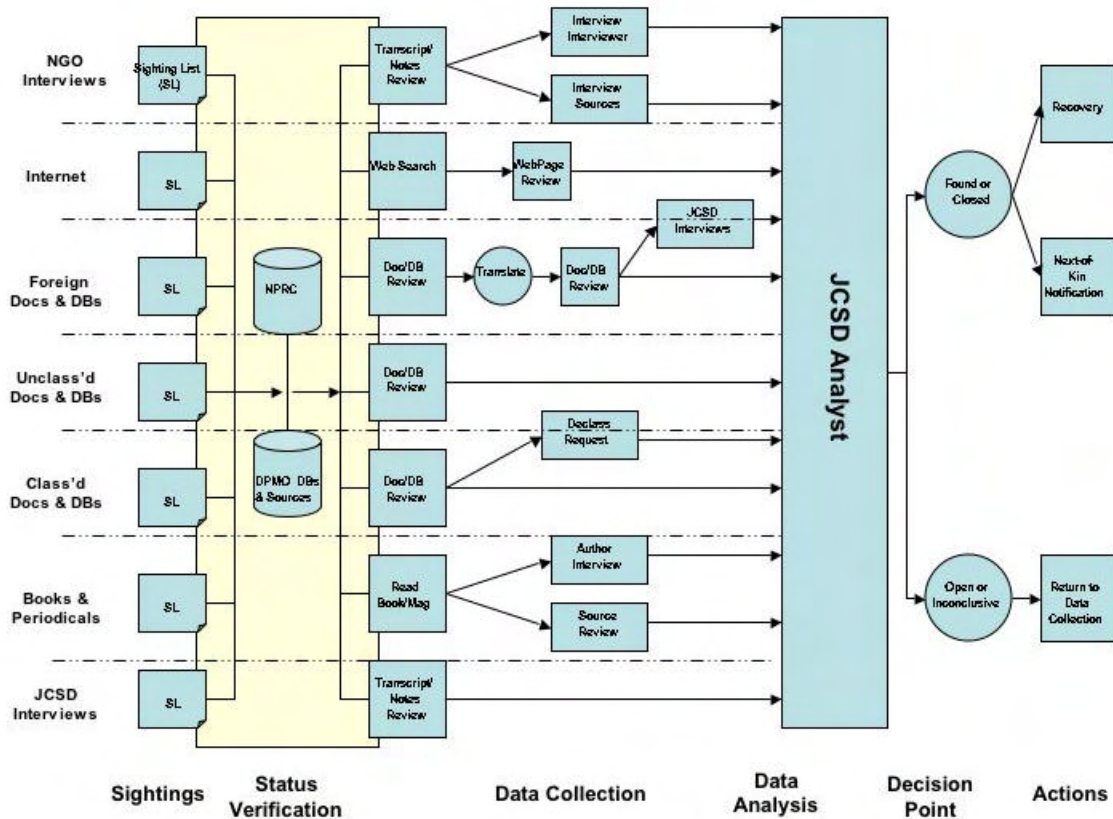 NGO
Interviews
Sighting List
(SL)
Transcript/
Notes
Review
Interview
Interviewer
Interview
Sources
Internet
SL
Web Search
WebPage
Review
Foreign
Docs & DBs
SL
NPRC
Doc/DB
Review
Translate
Doc/DB
Review
JCSD
Interviews
Unclass'd
Docs & DBs
SL
Doc/DB
Review
Class'd
Docs & DBs
SL
DPMO DBs
& Sources
Doc/DB
Review
Declass
Request
Books &
Periodicals
SL
Read
Book/Mag
Author
Interview
Source
Review
JCSD
Interviews
SL
Transcript/
Notes
Review
JCSD Analyst
Found or
Closed
Recovery
Next-of-
Kin
Notification
Open or
Inconclusive
Return to
Data
Collection
Sightings
Status
Verification
Data Collection
Data
Analysis
Decision
Point
Actions